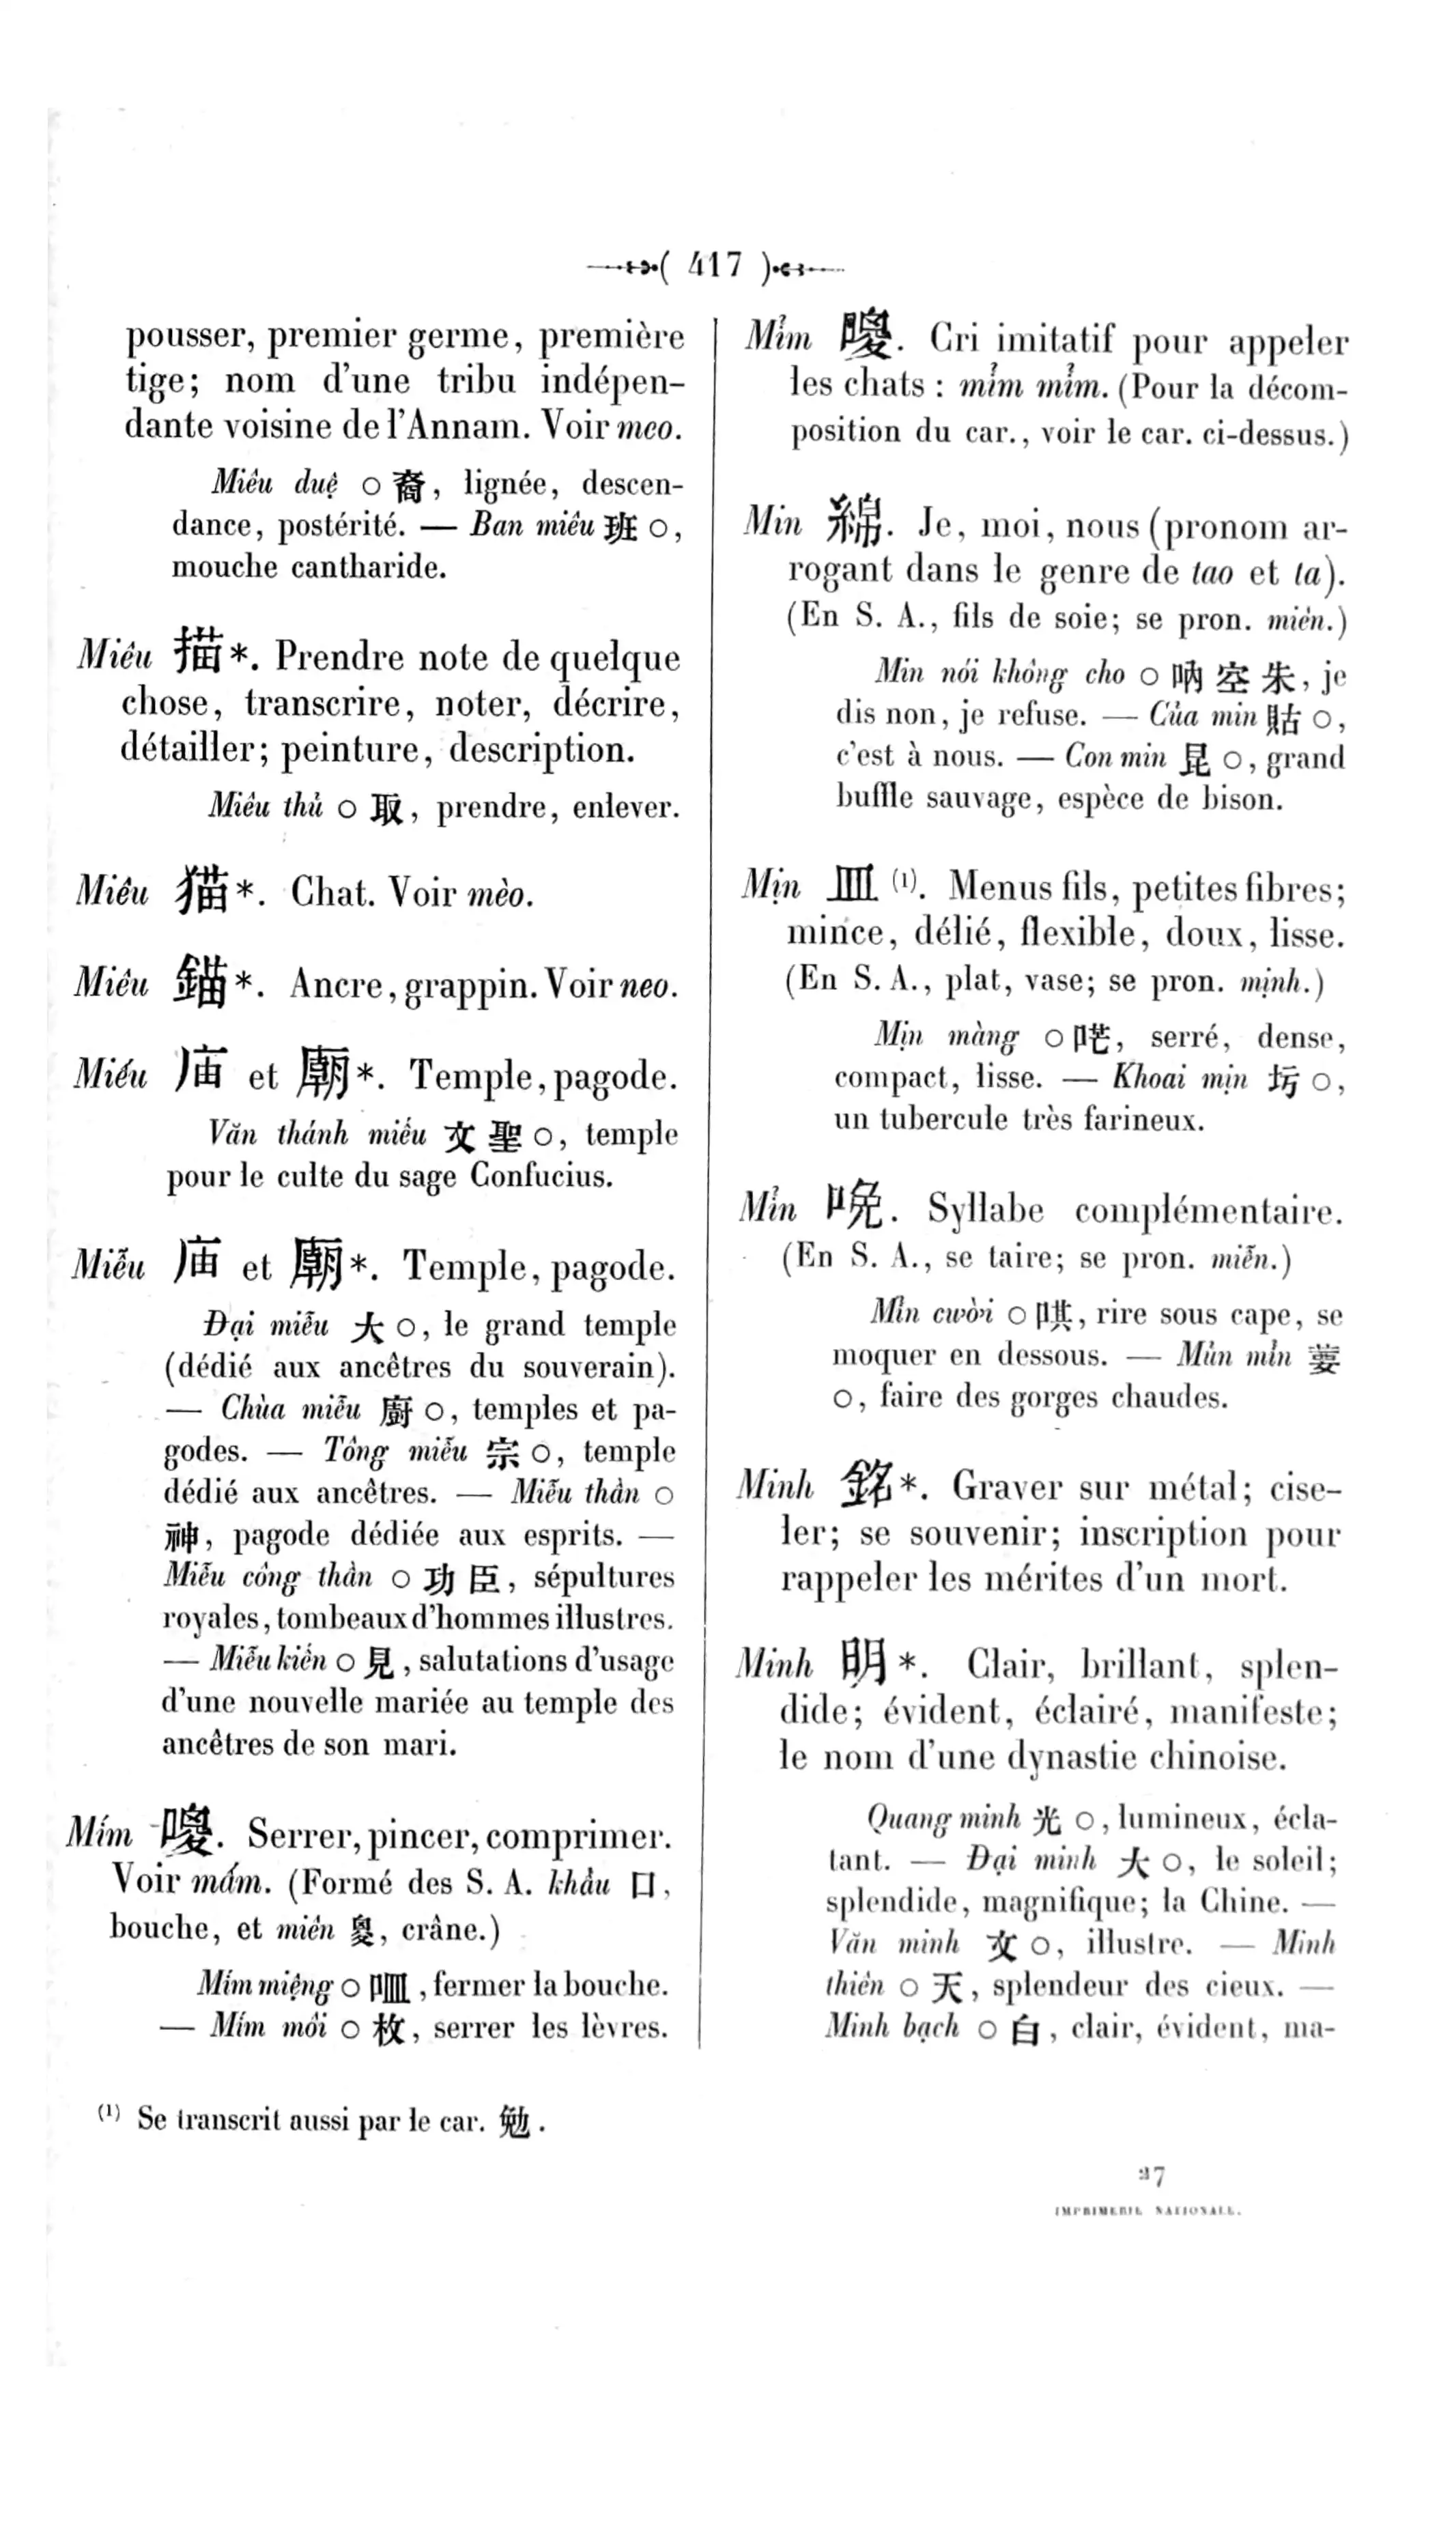 ( 417 )
pousser, premier germe, première
tige; nom d'une tribu indépen-
dante voisine de l'Annam. Voir meo.
Miêu duệ ○ 裔, lignée, descen-
dance, postérité. — Ban miêu 班 ○,
mouche cantharide.
Miêu 描*. Prendre note de quelque
chose, transcrire, noter, décrire,
détailler; peinture, description.
Miêu thủ ○ 取, prendre, enlever.
Miêu 猫*. Chat. Voir mèo.
Miêu 錨*. Ancre, grappin. Voir neo.
Miếu 庙 et 廟*. Temple, pagode.
Văn thánh miếu 文 聖 ○, temple
pour le culte du sage Confucius.
Miễu 庙 et 廟*. Temple, pagode.
Đại miễu 大 ○, le grand temple
(dédié aux ancêtres du souverain).
— Chùa miễu 廚 ○, temples et pa-
godes. — Tông miễu 宗 ○, temple
dédié aux ancêtres. — Miễu thần ○
神, pagode dédiée aux esprits. —
Miễu công thần ○ 功 臣, sépultures
royales, tombeaux d'hommes illustres.
— Miễu kiến ○ 見, salutations d'usage
d'une nouvelle mariée au temple des
ancêtres de son mari.
Mím. Serrer, pincer, comprimer.
Voir mắm. (Formé des S. A. khẩu 口,
bouche, et miên, crâne.)
Mím miệng ○ 𠰘, fermer la bouche.
— Mím môi ○ 枚, serrer les lèvres.
(1) Se transcrit aussi par le car. 勉.
Mỉm. Cri imitatif pour appeler
les chats : mỉm mỉm. (Pour la décom-
position du car., voir le car. ci-dessus.)
Min 綿. Je, moi, nous (pronom ar-
rogant dans le genre de tao et ta).
(En S. A., fils de soie; se pron. miên.)
Min nói không cho ○ 吶 空 朱, je
dis non, je refuse. — Của min 貼 ○,
c'est à nous. — Con min 昆 ○, grand
buffle sauvage, espèce de bison.
Mịn 皿 (1). Menus fils, petites fibres;
mince, délié, flexible, doux, lisse.
(En S. A., plat, vase; se pron. mịnh.)
Mịn màng ○ 㕰, serré, dense,
compact, lisse. — Khoai mịn ○,
un tubercule très farineux.
Mỉn 㖧. Syllabe complémentaire.
(En S. A., se taire; se pron. miễn.)
Mỉn cười ○ 唭, rire sous cape, se
moquer en dessous. — Mủn mỉn
○, faire des gorges chaudes.
Minh 銘*. Graver sur métal; cise-
ler; se souvenir; inscription pour
rappeler les mérites d'un mort.
Minh 明*. Clair, brillant, splen-
dide; évident, éclairé, manifeste;
le nom d'une dynastie chinoise.
Quang minh 光 ○, lumineux, écla-
tant. — Đại minh 大 ○, le soleil;
splendide, magnifique; la Chine. —
Văn minh 文 ○, illustre. — Minh
thiên ○ 天, splendeur des cieux. —
Minh bạch ○ 白, clair, évident, ma-
27
IMPRIMERIE NATIONALE.